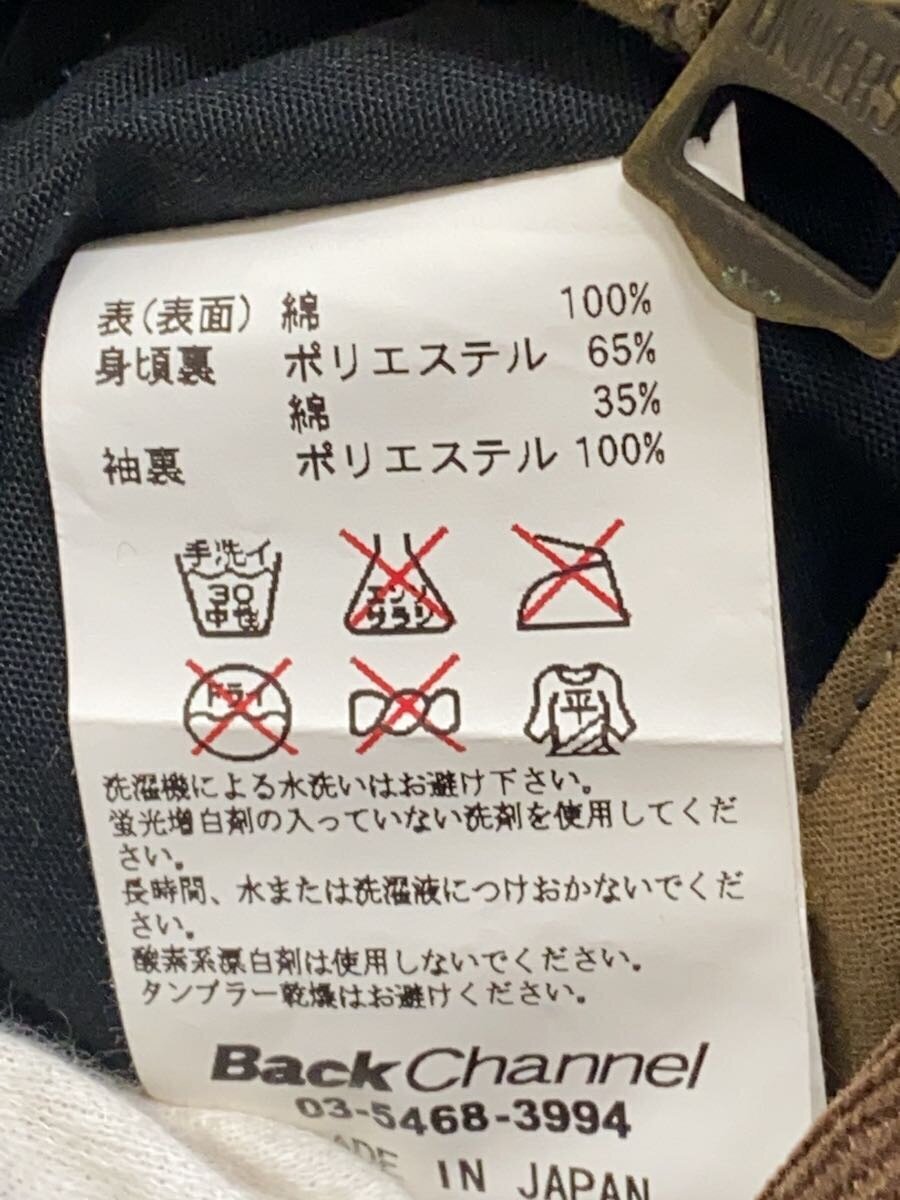 表(表面) 綿 100%
身頃裏 ポリエステル 65%
綿 35%
袖裏 ポリエステル 100%
手洗イ
30
中性
エンソ
サラシ
ドライ
平
洗濯機による水洗いはお避け下さい。
蛍光増白剤の入っていない洗剤を使用してくだ
さい。
長時間、水または洗濯液につけおかないでくだ
さい。
酸素系漂白剤は使用しないでください。
タンブラー乾燥はお避けください。
BackChannel
03-5468-3994
IN JAPAN